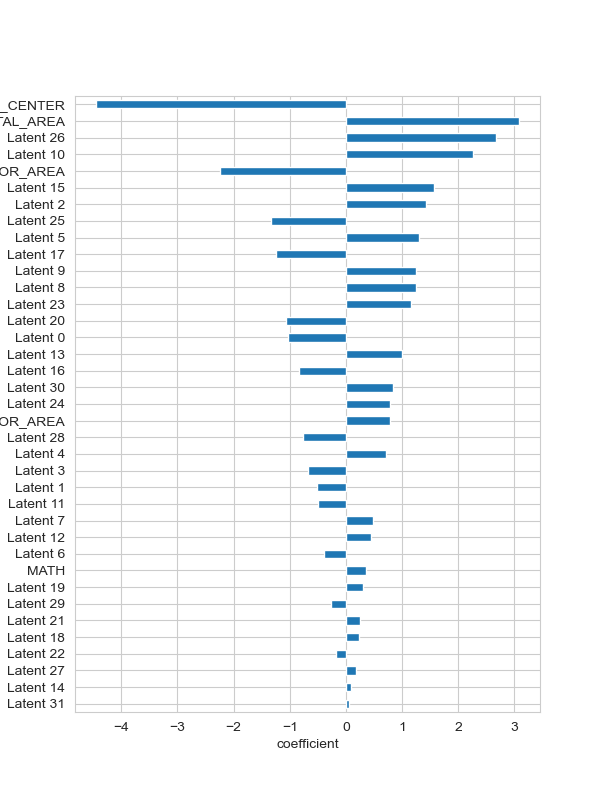 _CENTER
TAL_AREA
Latent 26
Latent 10
OR_AREA
Latent 15
Latent 2
Latent 25
Latent 5
Latent 17
Latent 9
Latent 8
Latent 23
Latent 20
Latent 0
Latent 13
Latent 16
Latent 30
Latent 24
OR_AREA
Latent 28
Latent 4
Latent 3
Latent 1
Latent 11
Latent 7
Latent 12
Latent 6
MATH
Latent 19
Latent 29
Latent 21
Latent 18
Latent 22
Latent 27
Latent 14
Latent 31
−4 −3 −2 −1 0 1 2 3
coefficient